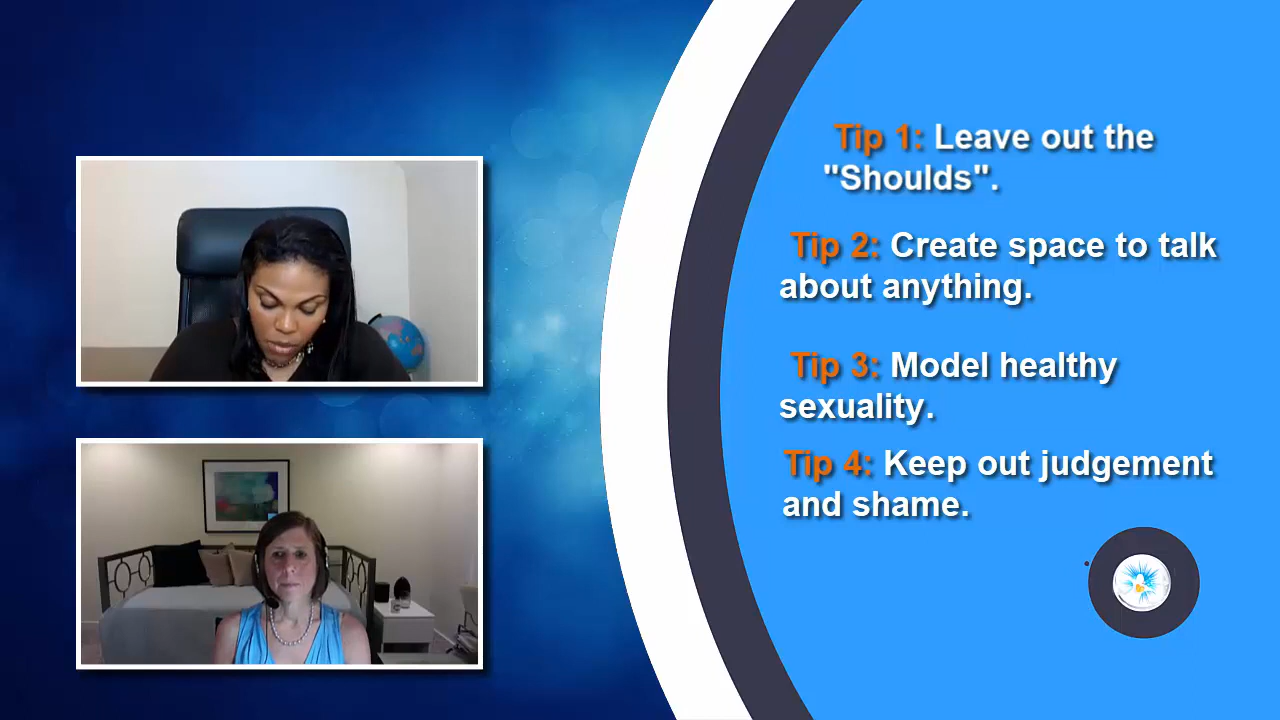 Tip 1: Leave out the
"Shoulds".
Tip 2: Create space to talk
about anything.
Tip 3: Model healthy
sexuality.
Tip 4: Keep out judgement
and shame.